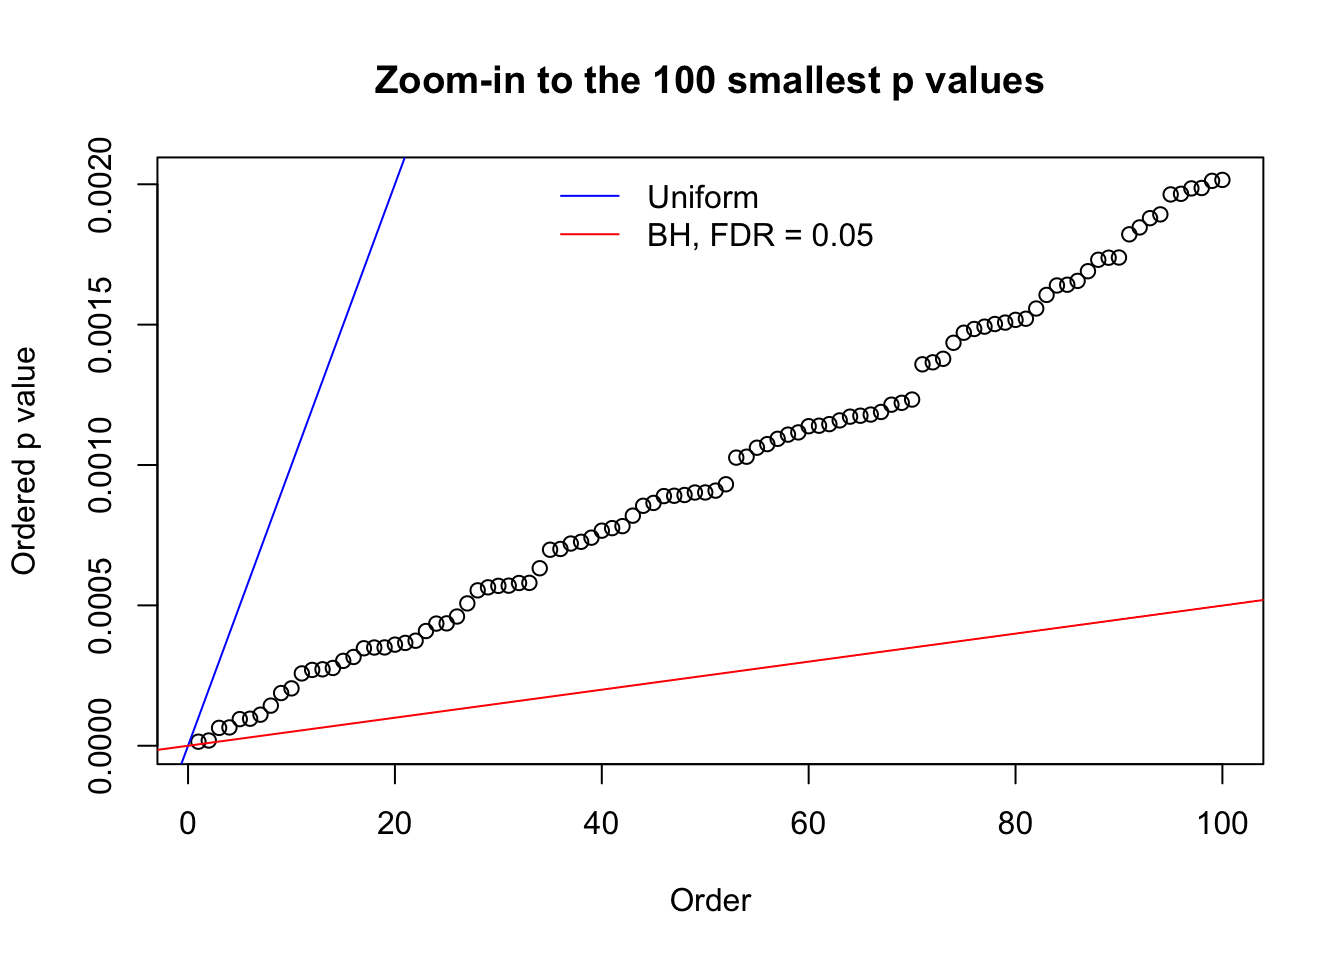 Zoom-in to the 100 smallest p values
Uniform
BH, FDR = 0.05
Ordered p value
0.0020
0.0015
0.0010
0.0005
0.0000
0 20 40 60 80 100
Order